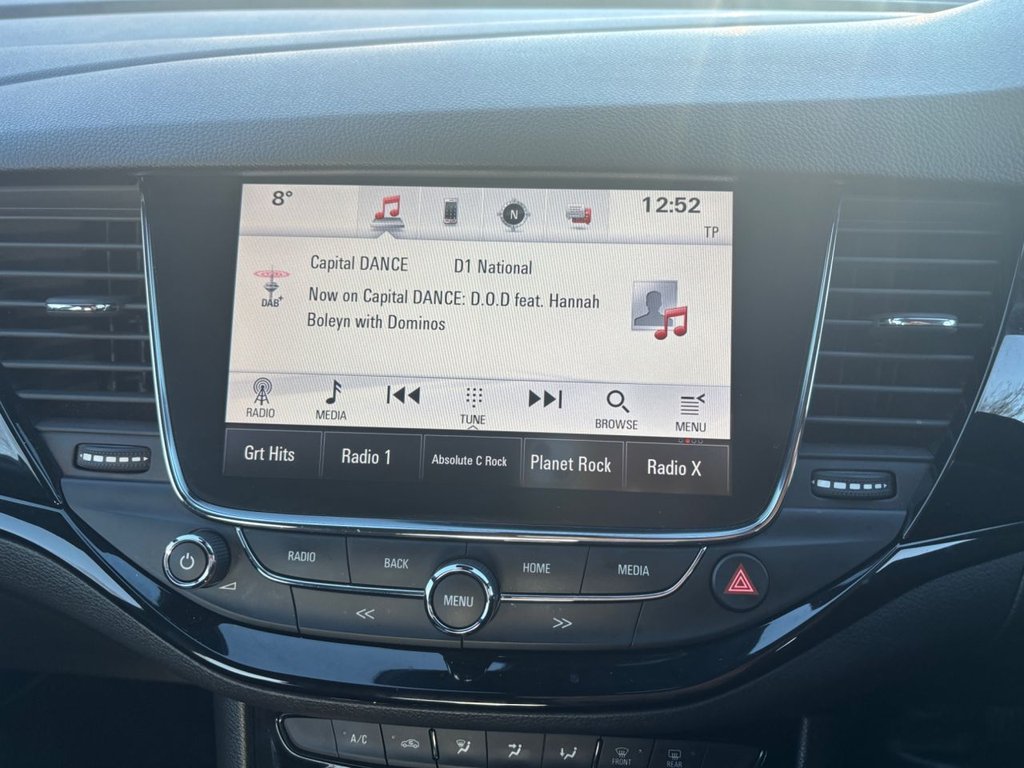 8°
N
12:52
TP
Capital DANCE D1 National
DAB+
Now on Capital DANCE: D.O.D feat. Hannah
Boleyn with Dominos
RADIO MEDIA TUNE BROWSE MENU
Grt Hits Radio 1 Absolute C Rock Planet Rock Radio X
RADIO BACK HOME MEDIA
MENU
A/C FRONT REAR